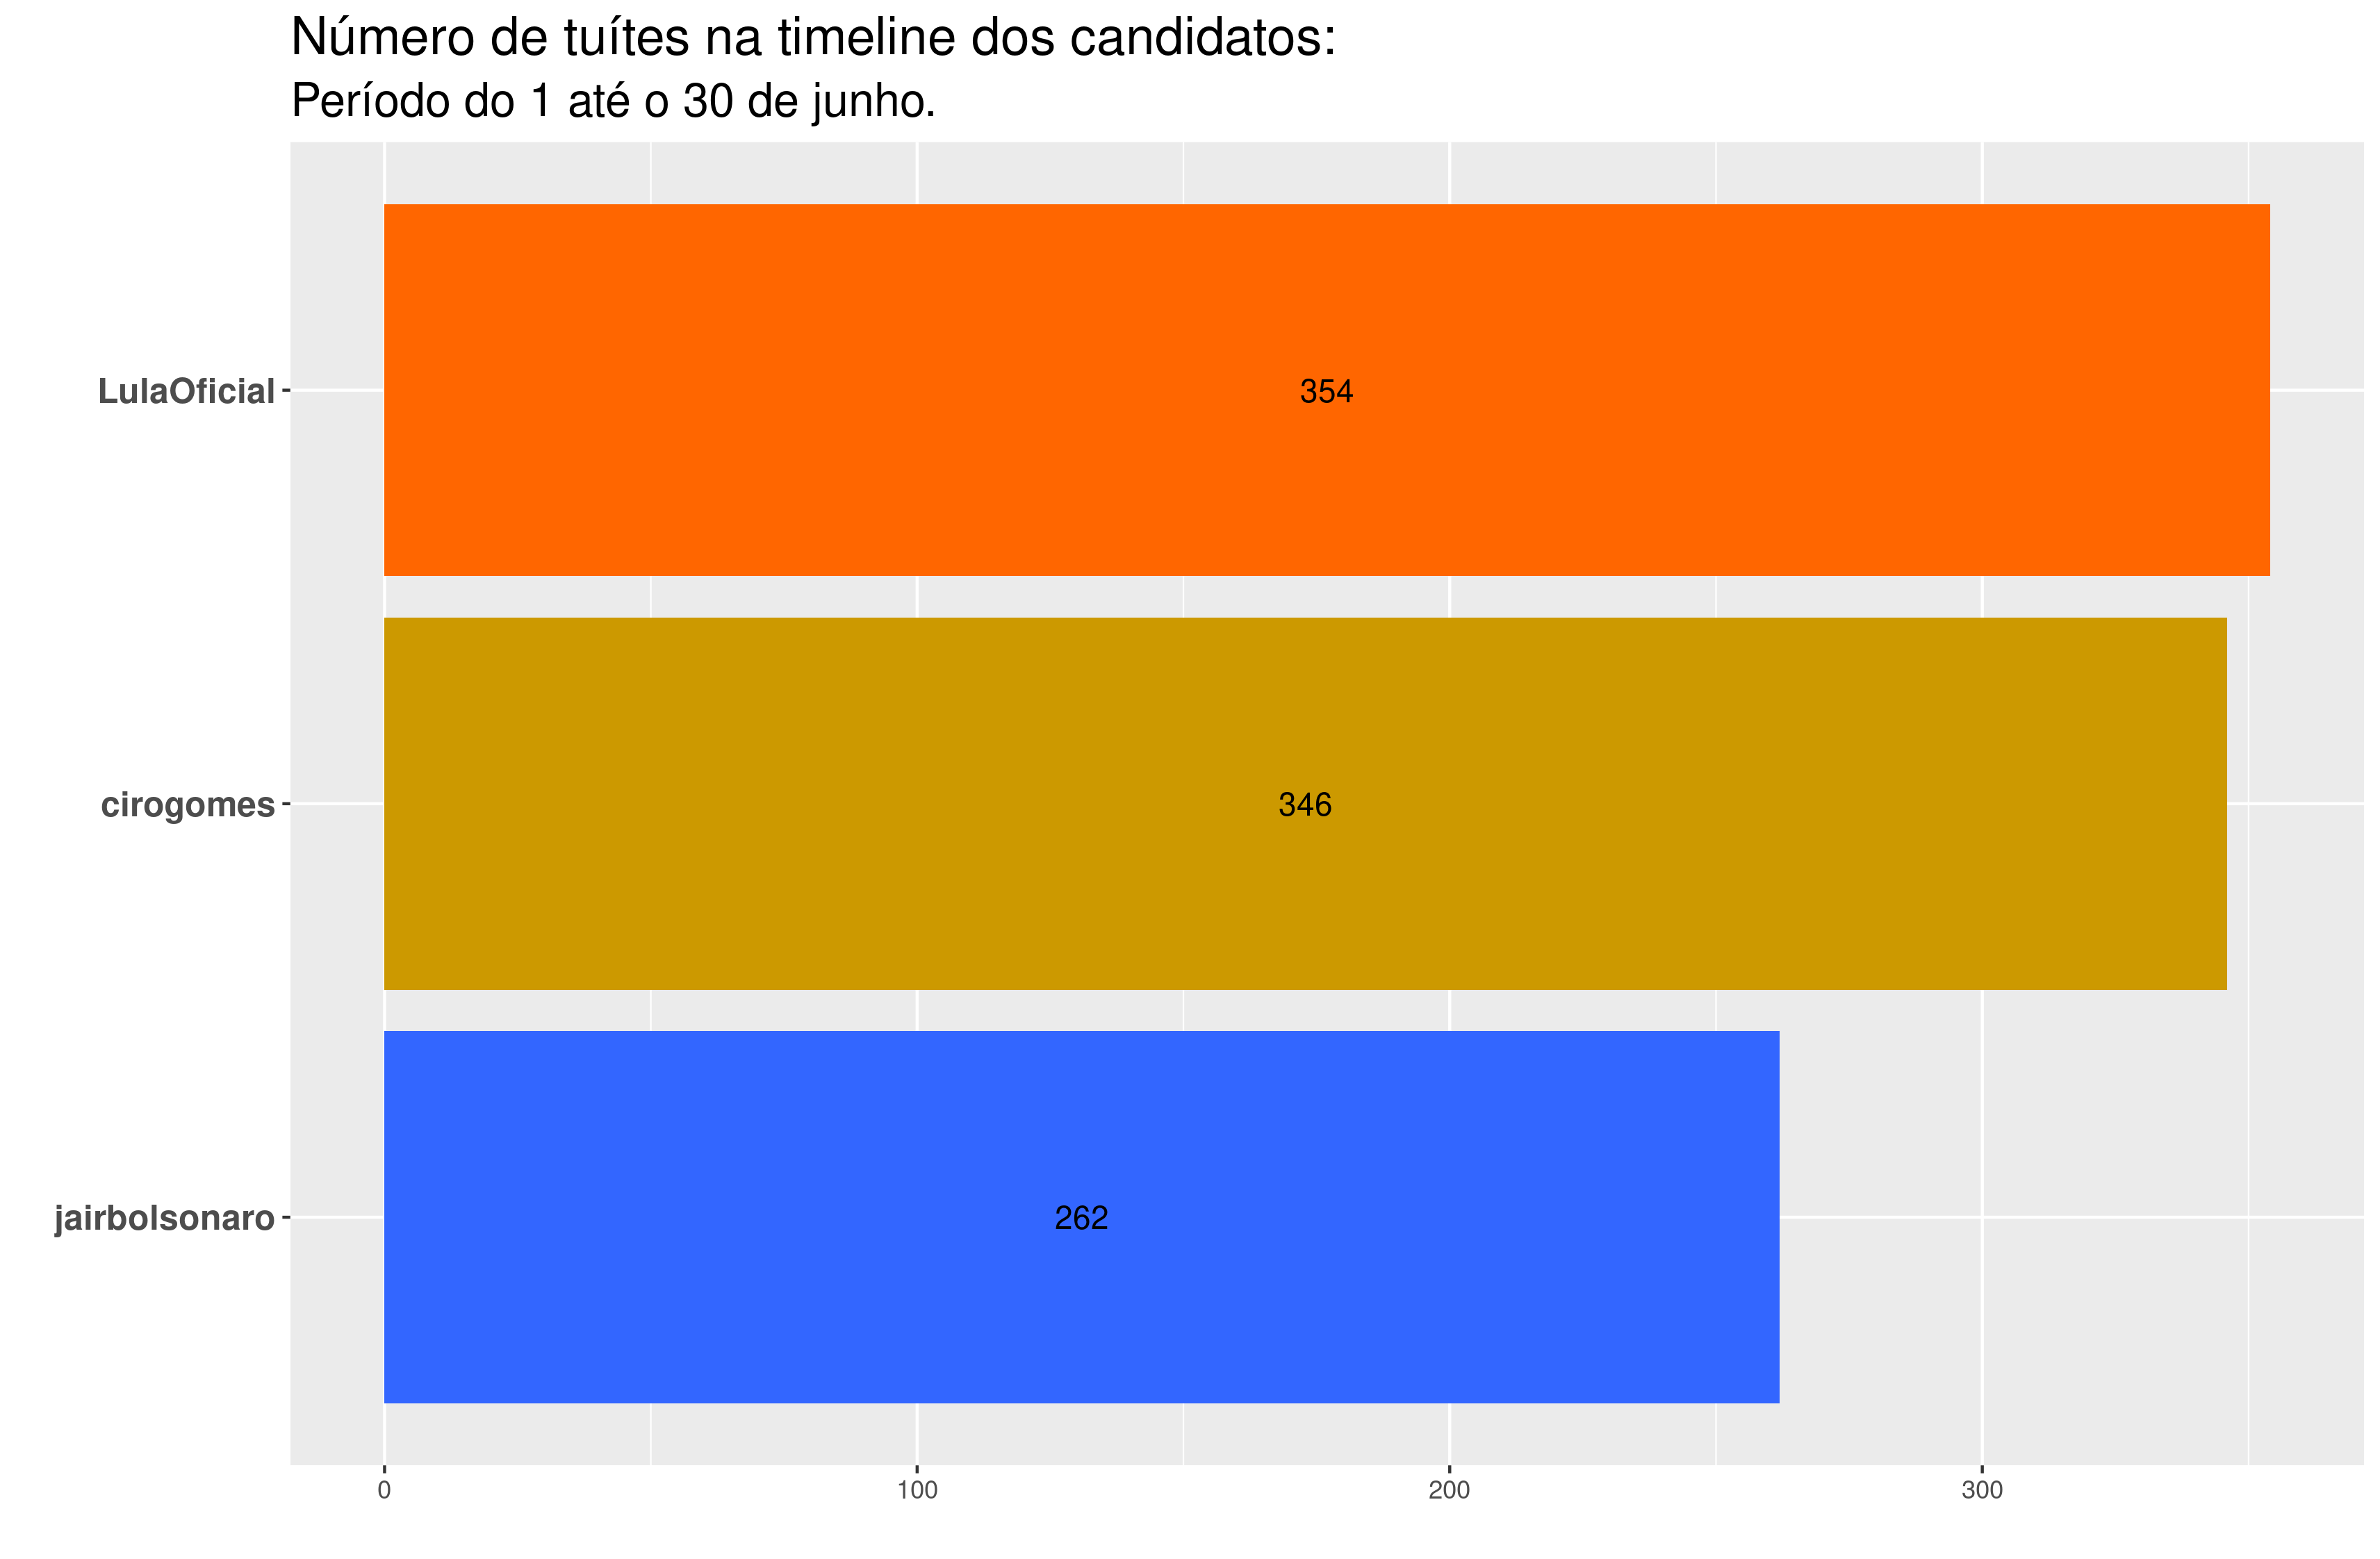 Número de tuítes na timeline dos candidatos:
Período do 1 até o 30 de junho.
LulaOficial
354
cirogomes
346
jairbolsonaro
262
0 100 200 300